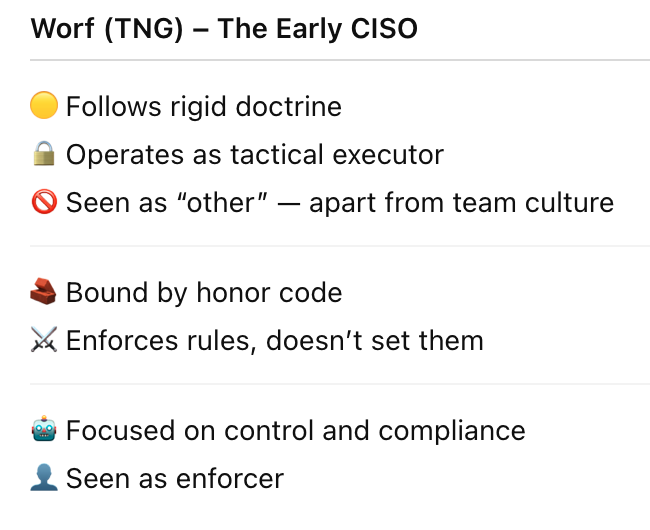 Worf (TNG) – The Early CISO
🟡 Follows rigid doctrine
🔒 Operates as tactical executor
🚫 Seen as “other” — apart from team culture
🧱 Bound by honor code
⚔️ Enforces rules, doesn’t set them
🤖 Focused on control and compliance
👤 Seen as enforcer